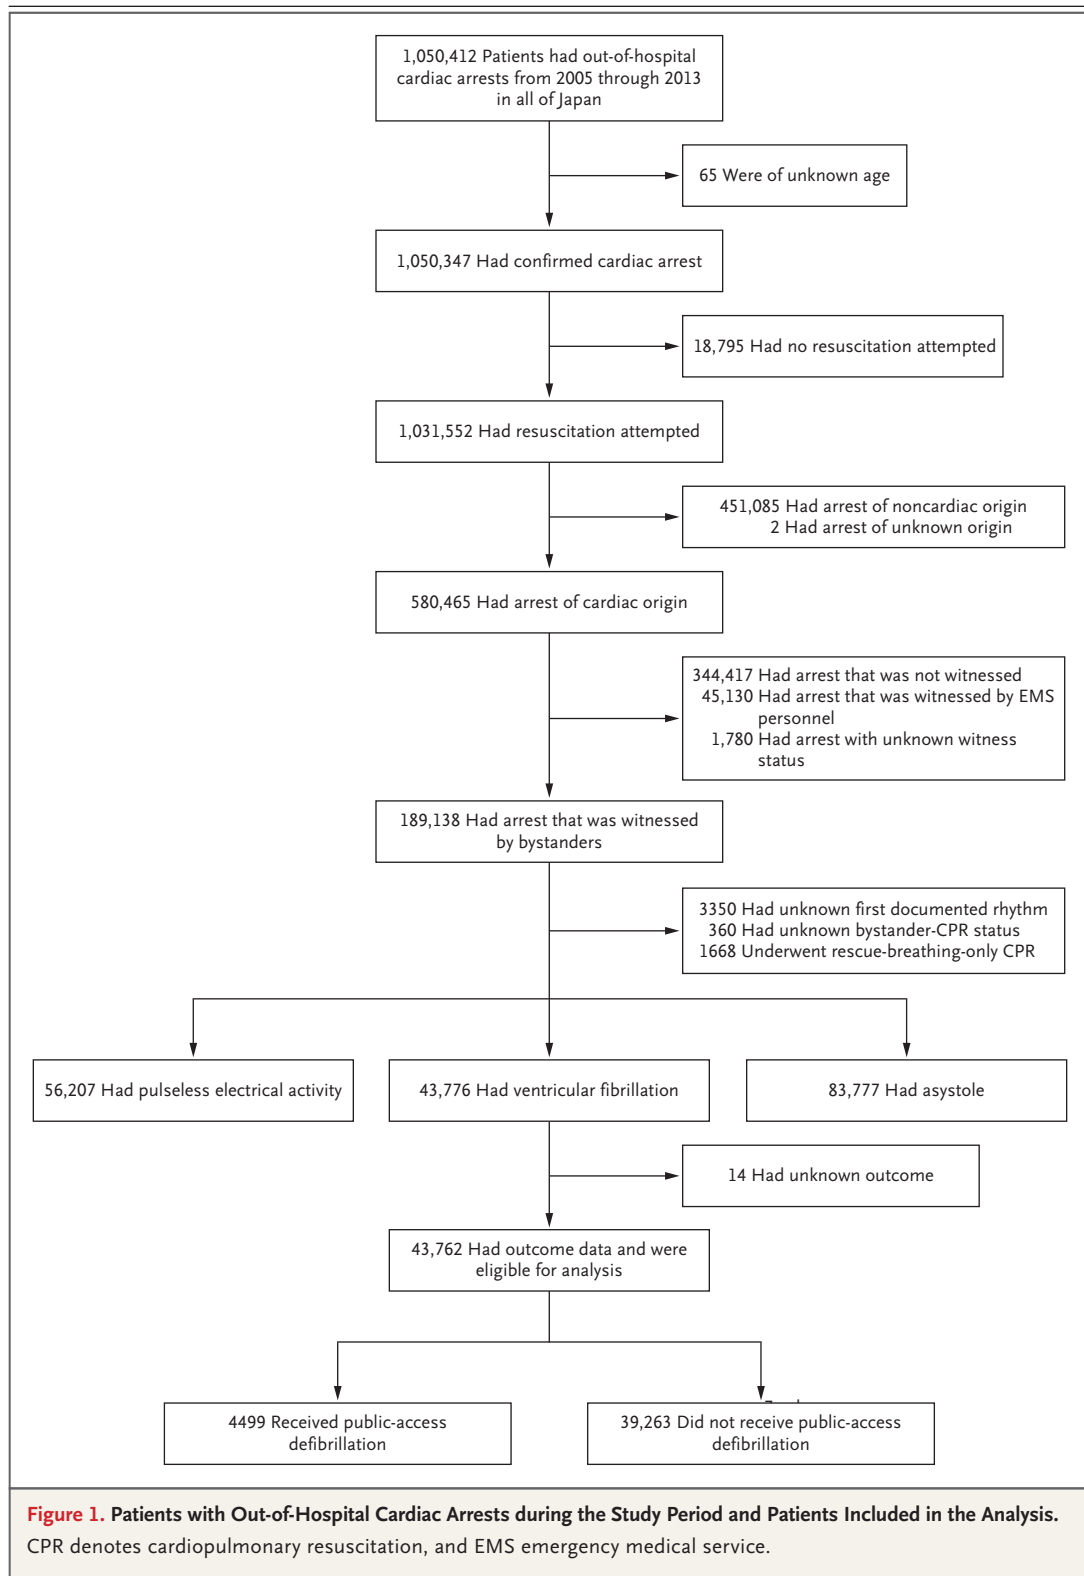 1,050,412 Patients had out-of-hospital
cardiac arrests from 2005 through 2013
in all of Japan
65 Were of unknown age
1,050,347 Had confirmed cardiac arrest
18,795 Had no resuscitation attempted
1,031,552 Had resuscitation attempted
451,085 Had arrest of noncardiac origin
2 Had arrest of unknown origin
580,465 Had arrest of cardiac origin
344,417 Had arrest that was not witnessed
45,130 Had arrest that was witnessed by EMS
personnel
1,780 Had arrest with unknown witness
status
189,138 Had arrest that was witnessed
by bystanders
3350 Had unknown first documented rhythm
360 Had unknown bystander-CPR status
1668 Underwent rescue-breathing-only CPR
56,207 Had pulseless electrical activity
43,776 Had ventricular fibrillation
83,777 Had asystole
14 Had unknown outcome
43,762 Had outcome data and were
eligible for analysis
4499 Received public-access
defibrillation
39,263 Did not receive public-access
defibrillation
Figure 1. Patients with Out-of-Hospital Cardiac Arrests during the Study Period and Patients Included in the Analysis.
CPR denotes cardiopulmonary resuscitation, and EMS emergency medical service.